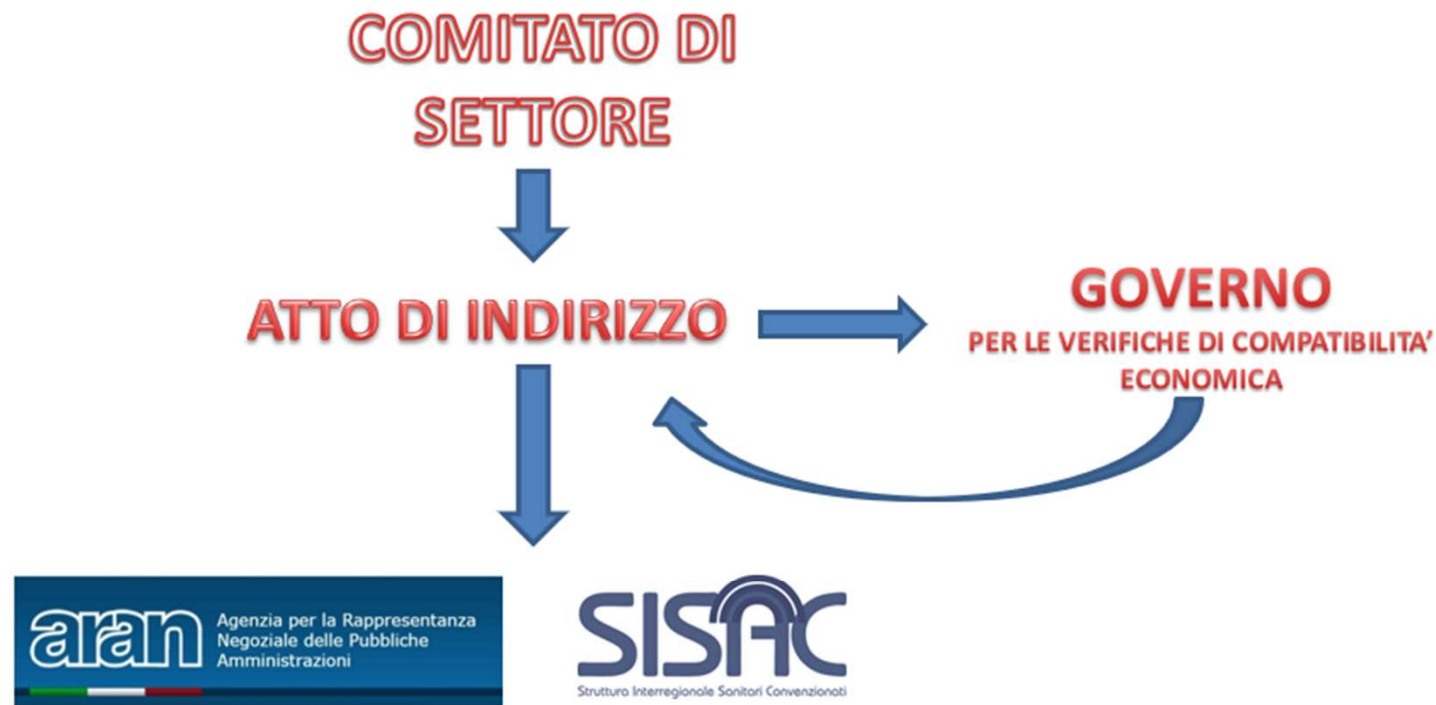 COMITATO DI
SETTORE
ATTO DI INDIRIZZO
GOVERNO
PER LE VERIFICHE DI COMPATIBILITA'
ECONOMICA
aran
Agenzia per la Rappresentanza
Negoziale delle Pubbliche
Amministrazioni
SISAC
Struttura Interregionale Sanitari Convenzionati